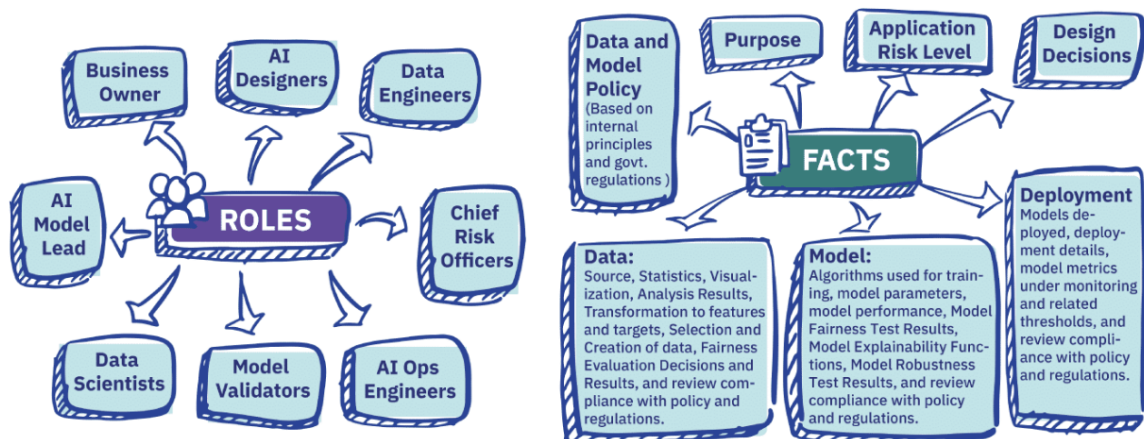 Business
Owner
AI
Designers
Data
Engineers
AI
Model
Lead
ROLES
Chief
Risk
Officers
Data
Scientists
Model
Validators
AI Ops
Engineers
Data and
Model
Policy
(Based on
internal
principles
and govt.
regulations )
Purpose
Application
Risk Level
Design
Decisions
FACTS
Data:
Source, Statistics, Visual-
ization, Analysis Results,
Transformation to features
and targets, Selection and
Creation of data, Fairness
Evaluation Decisions and
Results, and review com-
pliance with policy and
regulations.
Model:
Algorithms used for train-
ing, model parameters,
model performance, Model
Fairness Test Results,
Model Explainability Func-
tions, Model Robustness
Test Results, and review
compliance with policy
and regulations.
Deployment
Models de-
ployed, deploy-
ment details,
model metrics
under monitoring
and related
thresholds, and
review compli-
ance with policy
and regulations.